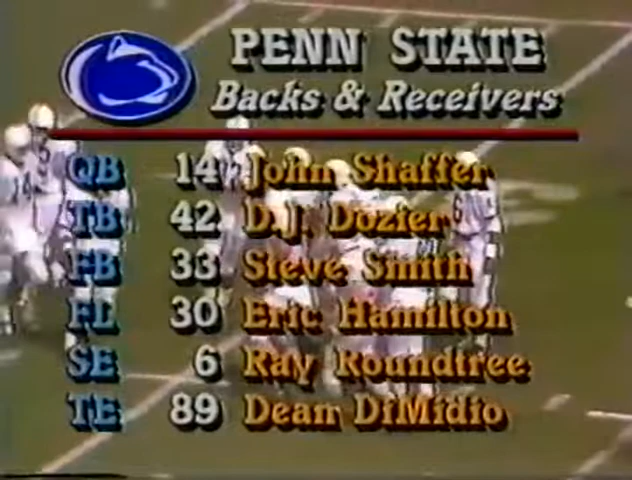 PENN STATE
Backs & Receivers
QB 14 John Shaffer
TB 42 D.J. Dozier
FB 33 Steve Smith
FL 30 Eric Hamilton
SE 6 Ray Roundtree
TE 89 Dean DiMidio